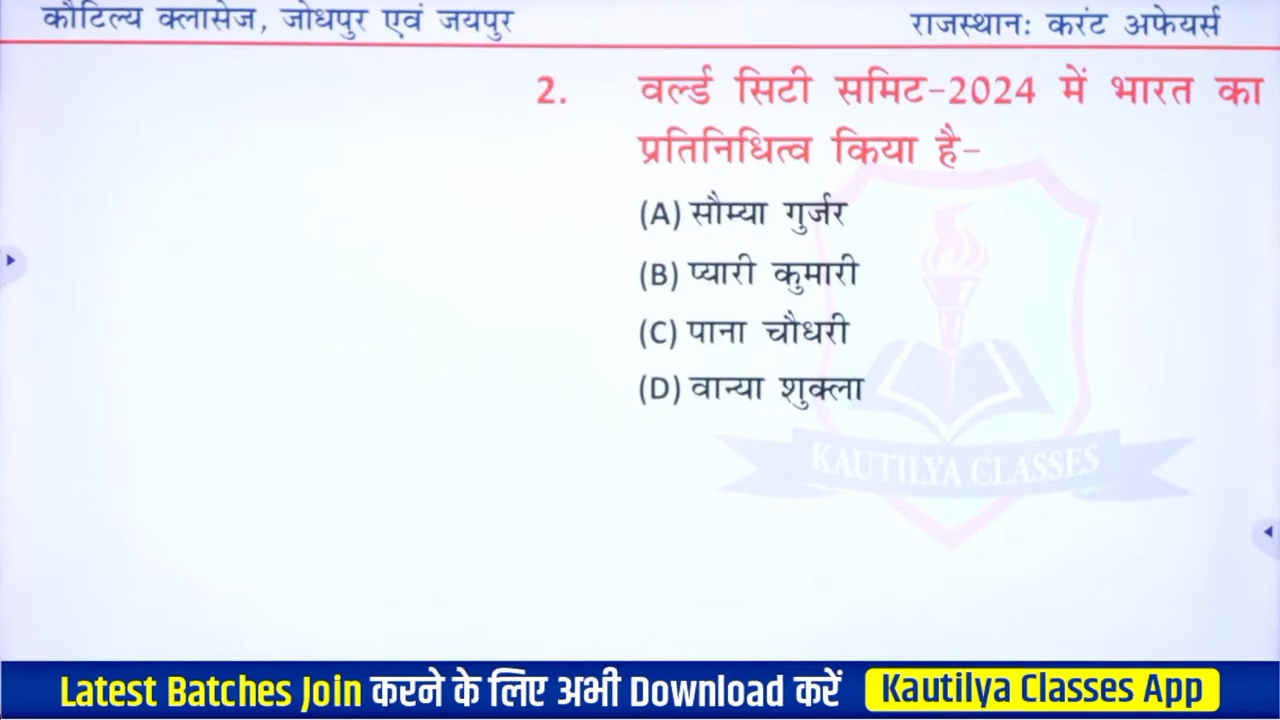 कौटिल्य क्लासेज, जोधपुर एवं जयपुर
राजस्थानः करंट अफेयर्स
2. वर्ल्ड सिटी समिट-2024 में भारत का
प्रतिनिधित्व किया है-
(A) सौम्या गुर्जर
(B) प्यारी कुमारी
(C) पाना चौधरी
(D) वान्या शुक्ला
KAUTILYA CLASSES
Latest Batches Join करने के लिए अभी Download करें Kautilya Classes App